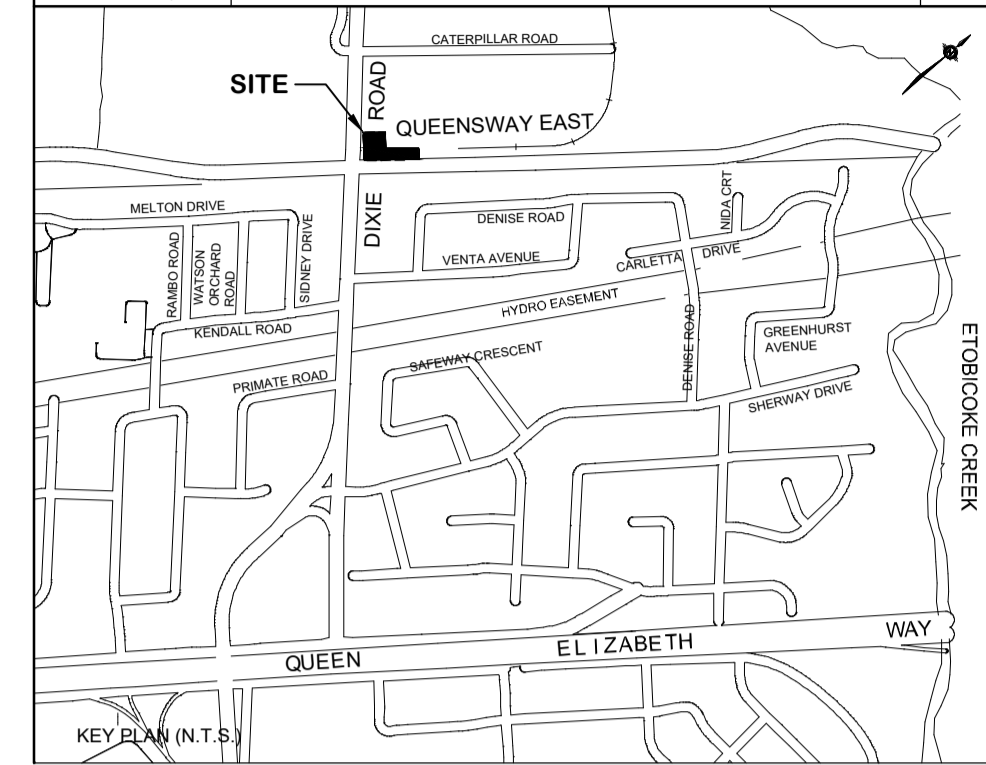 CATERPILLAR ROAD
SITE
ROAD
QUEENSWAY EAST
MELTON DRIVE
DIXIE
DENISE ROAD
NIDA CRT
RAMBO ROAD
WATSON
ORCHARD
ROAD
SIDNEY DRIVE
VENTA AVENUE
CARLETTA DRIVE
HYDRO EASEMENT
KENDALL ROAD
DENISE ROAD
GREENHURST
AVENUE
SAFEWAY CRESCENT
PRIMATE ROAD
SHERWAY DRIVE
ETOBICOKE CREEK
QUEEN ELIZABETH WAY
KEY PLAN (N.T.S.)